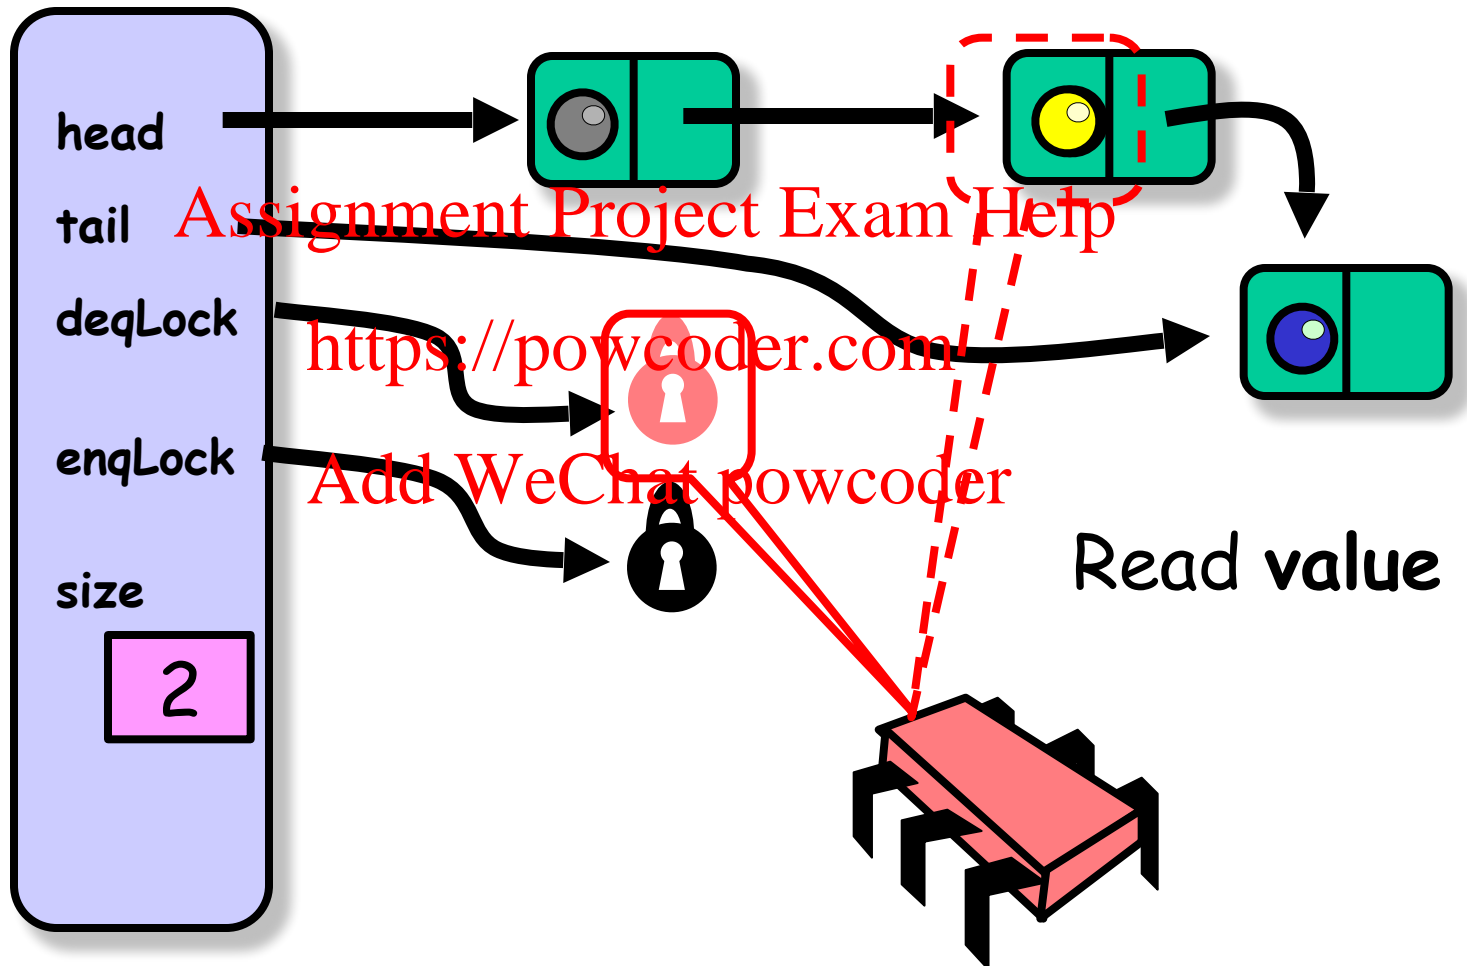 head
tail
Assignment Project Exam Help
deqLock
https://powcoder.com
enqLock
Add WeChat powcoder
Read value
size
2